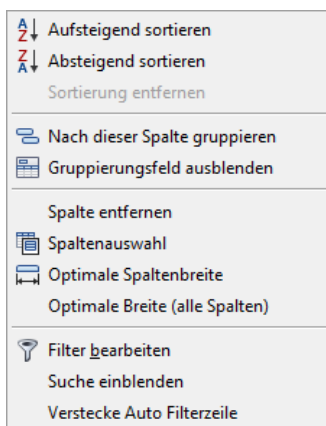 Aufsteigend sortieren
Absteigend sortieren
Sortierung entfernen
Nach dieser Spalte gruppieren
Gruppierungsfeld ausblenden
Spalte entfernen
Spaltenauswahl
Optimale Spaltenbreite
Optimale Breite (alle Spalten)
Filter bearbeiten
Suche einblenden
Verstecke Auto Filterzeile